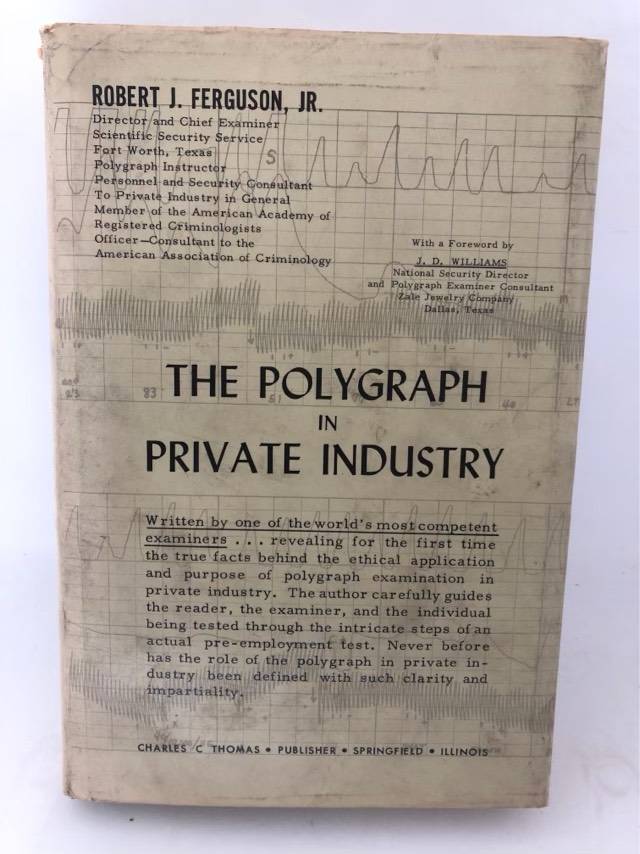 ROBERT J. FERGUSON, JR.
Director and Chief Examiner
Scientific Security Service
Fort Worth, Texas
Polygraph Instructor
Personnel and Security Consultant
To Private Industry in General
Member of the American Academy of
Registered Criminologists
Officer—Consultant to the
American Association of Criminology
S
With a Foreword by
J. D. WILLIAMS
National Security Director
and Polygraph Examiner Consultant
Zale Jewelry Company
Dallas, Texas
83
THE POLYGRAPH
IN
PRIVATE INDUSTRY
Written by one of the world's most competent
examiners . . . revealing for the first time
the true facts behind the ethical application
and purpose of polygraph examination in
private industry. The author carefully guides
the reader, the examiner, and the individual
being tested through the intricate steps of an
actual pre-employment test. Never before
has the role of the polygraph in private in-
dustry been defined with such clarity and
impartiality.
CHARLES C THOMAS • PUBLISHER • SPRINGFIELD • ILLINOIS